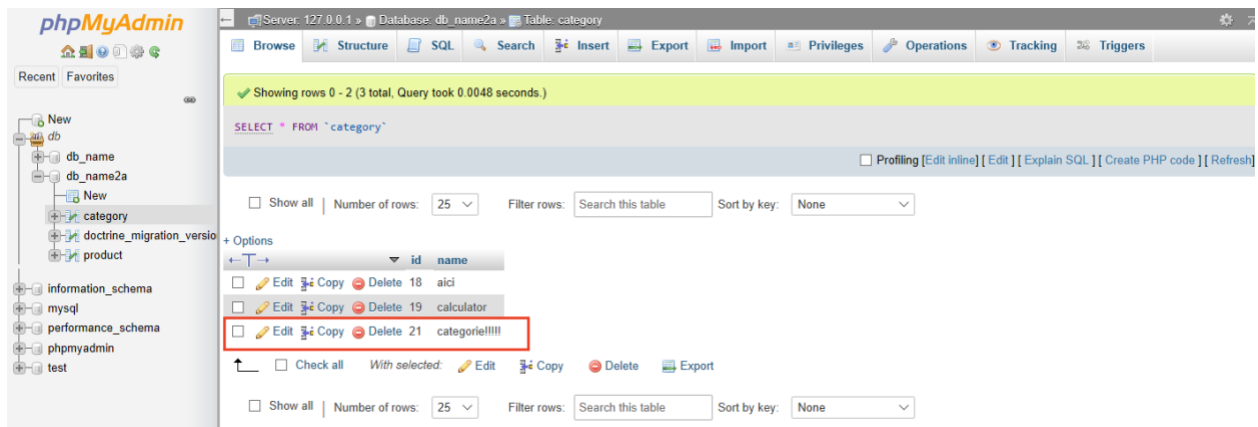 phpMyAdmin
Recent Favorites
New
db
db_name
db_name2a
New
category
doctrine_migration_versio
product
information_schema
mysql
performance_schema
phpmyadmin
test
Server: 127.0.0.1 » Database: db_name2a » Table: category
Browse Structure SQL Search Insert Export Import Privileges Operations Tracking Triggers
Showing rows 0 - 2 (3 total, Query took 0.0048 seconds.)
SELECT * FROM `category`
Profiling [Edit inline] [ Edit ] [ Explain SQL ] [ Create PHP code ] [ Refresh]
Show all | Number of rows: 25 Filter rows: Search this table Sort by key: None
+ Options
←T→ ▼ id name
Edit Copy Delete 18 aici
Edit Copy Delete 19 calculator
Edit Copy Delete 21 categorie!!!!!
Check all With selected: Edit Copy Delete Export
Show all | Number of rows: 25 Filter rows: Search this table Sort by key: None